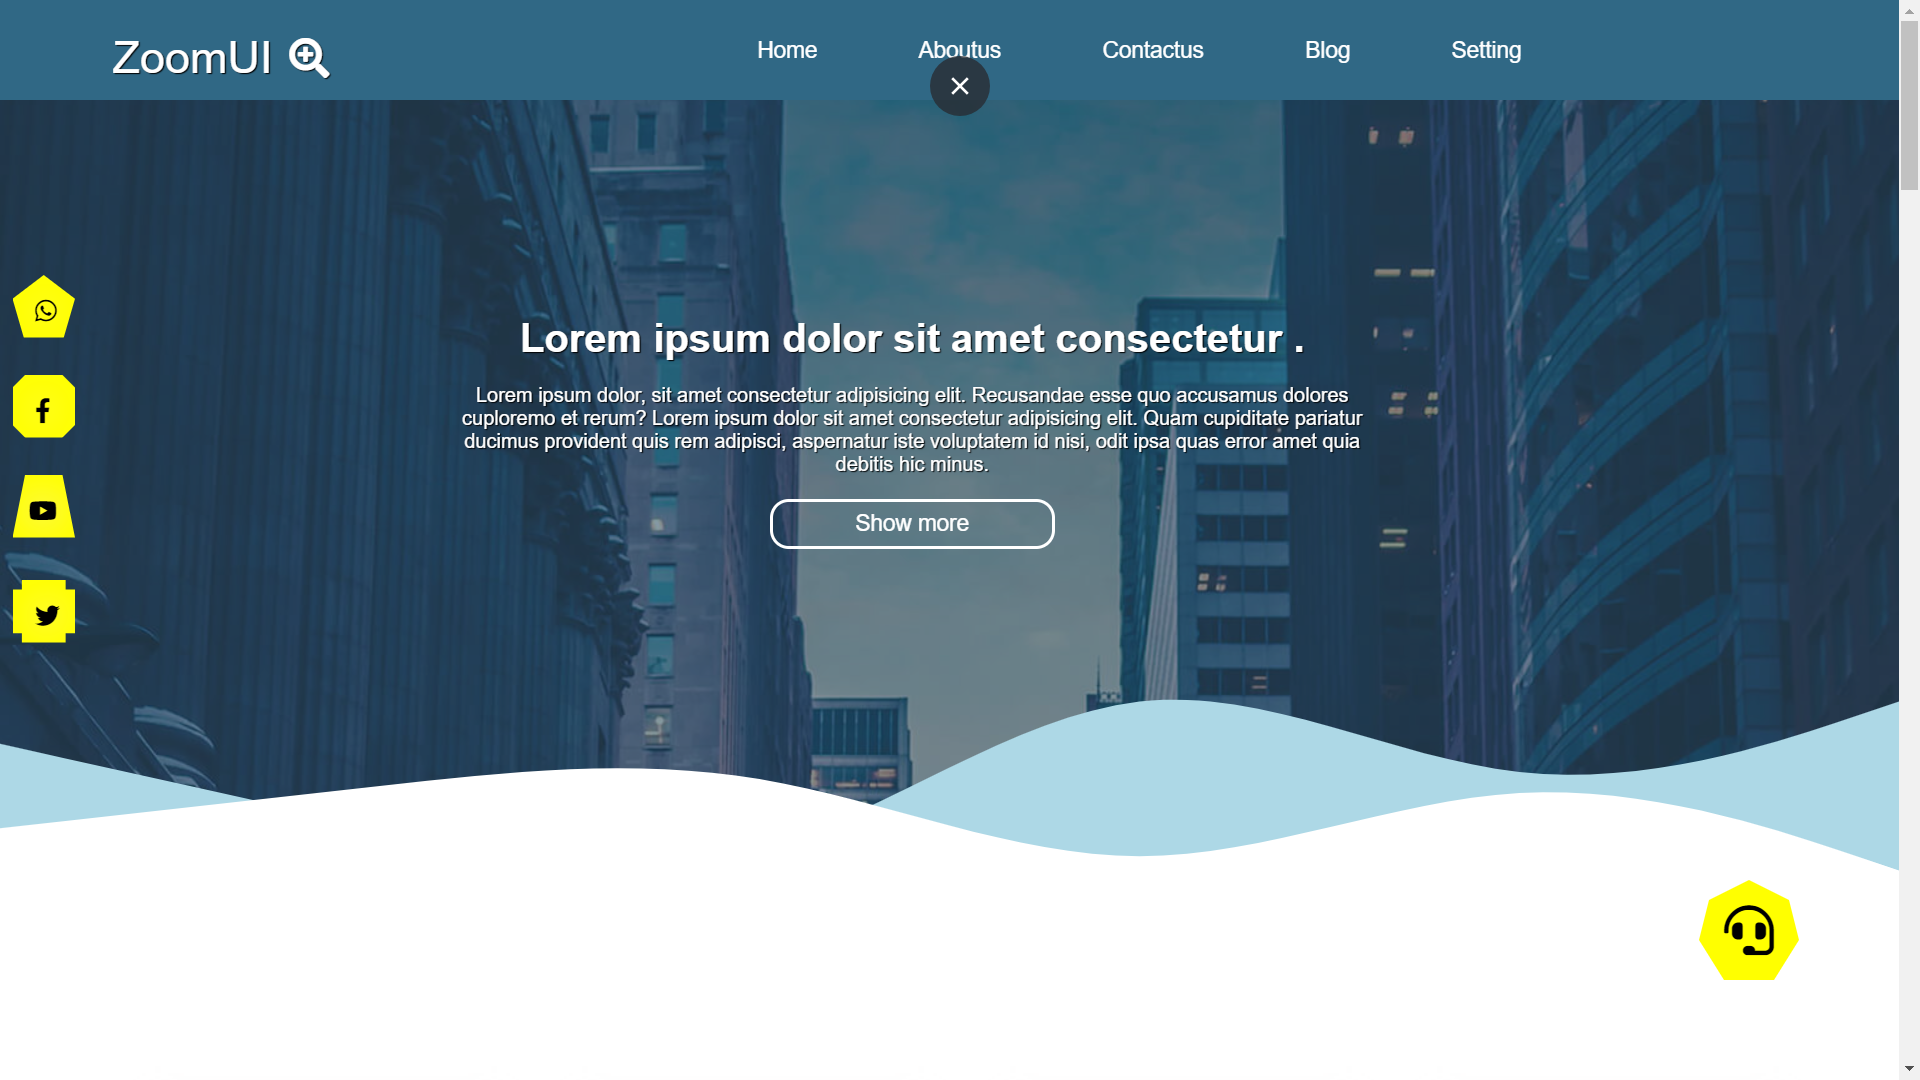 ZoomUI
Home
Aboutus
Contactus
Blog
Setting
Lorem ipsum dolor sit amet consectetur .
Lorem ipsum dolor, sit amet consectetur adipisicing elit. Recusandae esse quo accusamus dolores
cuploremo et rerum? Lorem ipsum dolor sit amet consectetur adipisicing elit. Quam cupiditate pariatur
ducimus provident quis rem adipisci, aspernatur iste voluptatem id nisi, odit ipsa quas error amet quia
debitis hic minus.
Show more